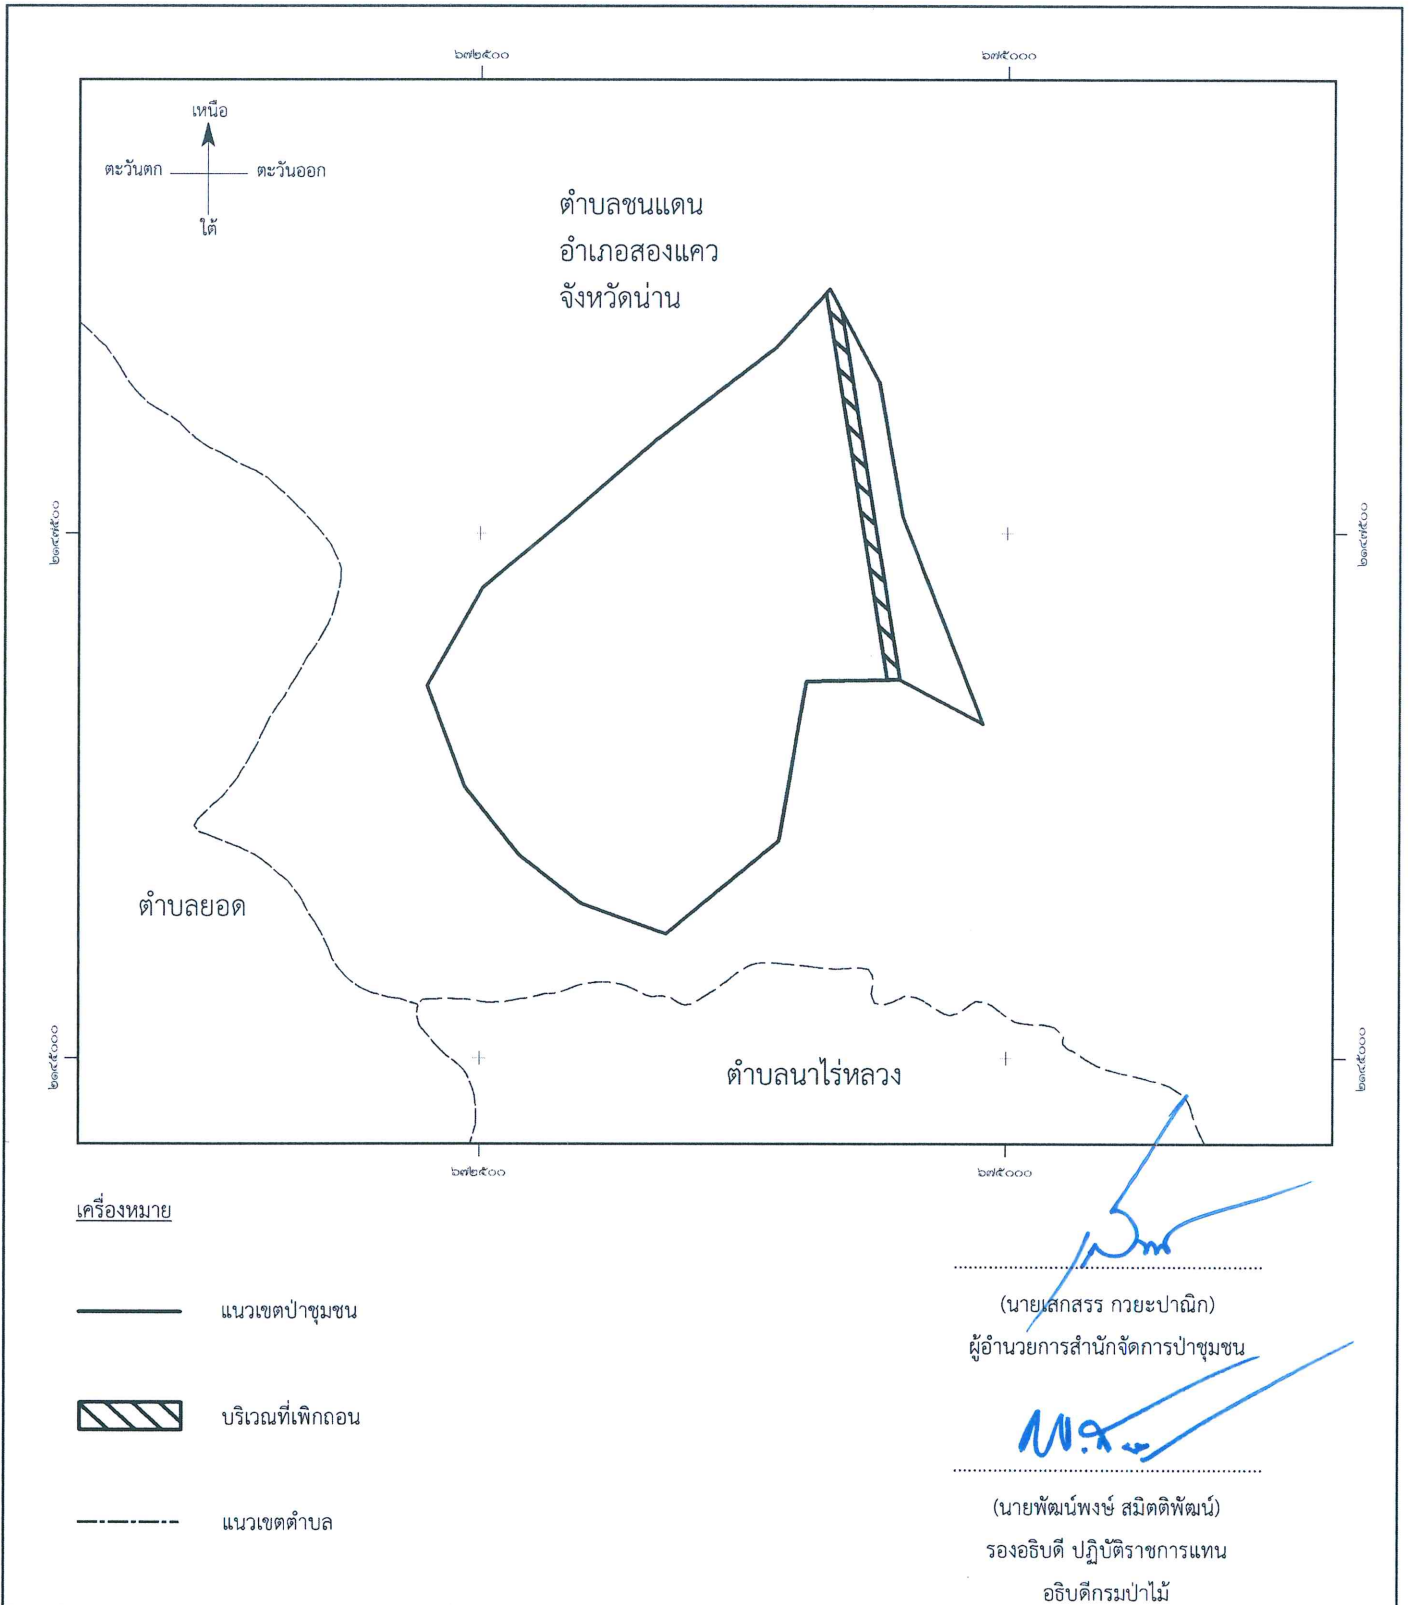 ๖๗๒๕๐๐ ๖๗๕๐๐๐
เหนือ
ตะวันตก ตะวันออก
ใต้
ตำบลชนแดน
อำเภอสองแคว
จังหวัดน่าน
๒๑๔๗๕๐๐ ๒๑๔๗๕๐๐
ตำบลยอด
๒๑๔๕๐๐๐ ๒๑๔๕๐๐๐
ตำบลนาไร่หลวง
๖๗๒๕๐๐ ๖๗๕๐๐๐
เครื่องหมาย
แนวเขตป่าชุมชน
บริเวณที่เพิกถอน
แนวเขตตำบล
(นายเสกสรร กวยะปาณิก)
ผู้อำนวยการสำนักจัดการป่าชุมชน
(นายพัฒน์พงษ์ สมิตติพัฒน์)
รองอธิบดี ปฏิบัติราชการแทน
อธิบดีกรมป่าไม้